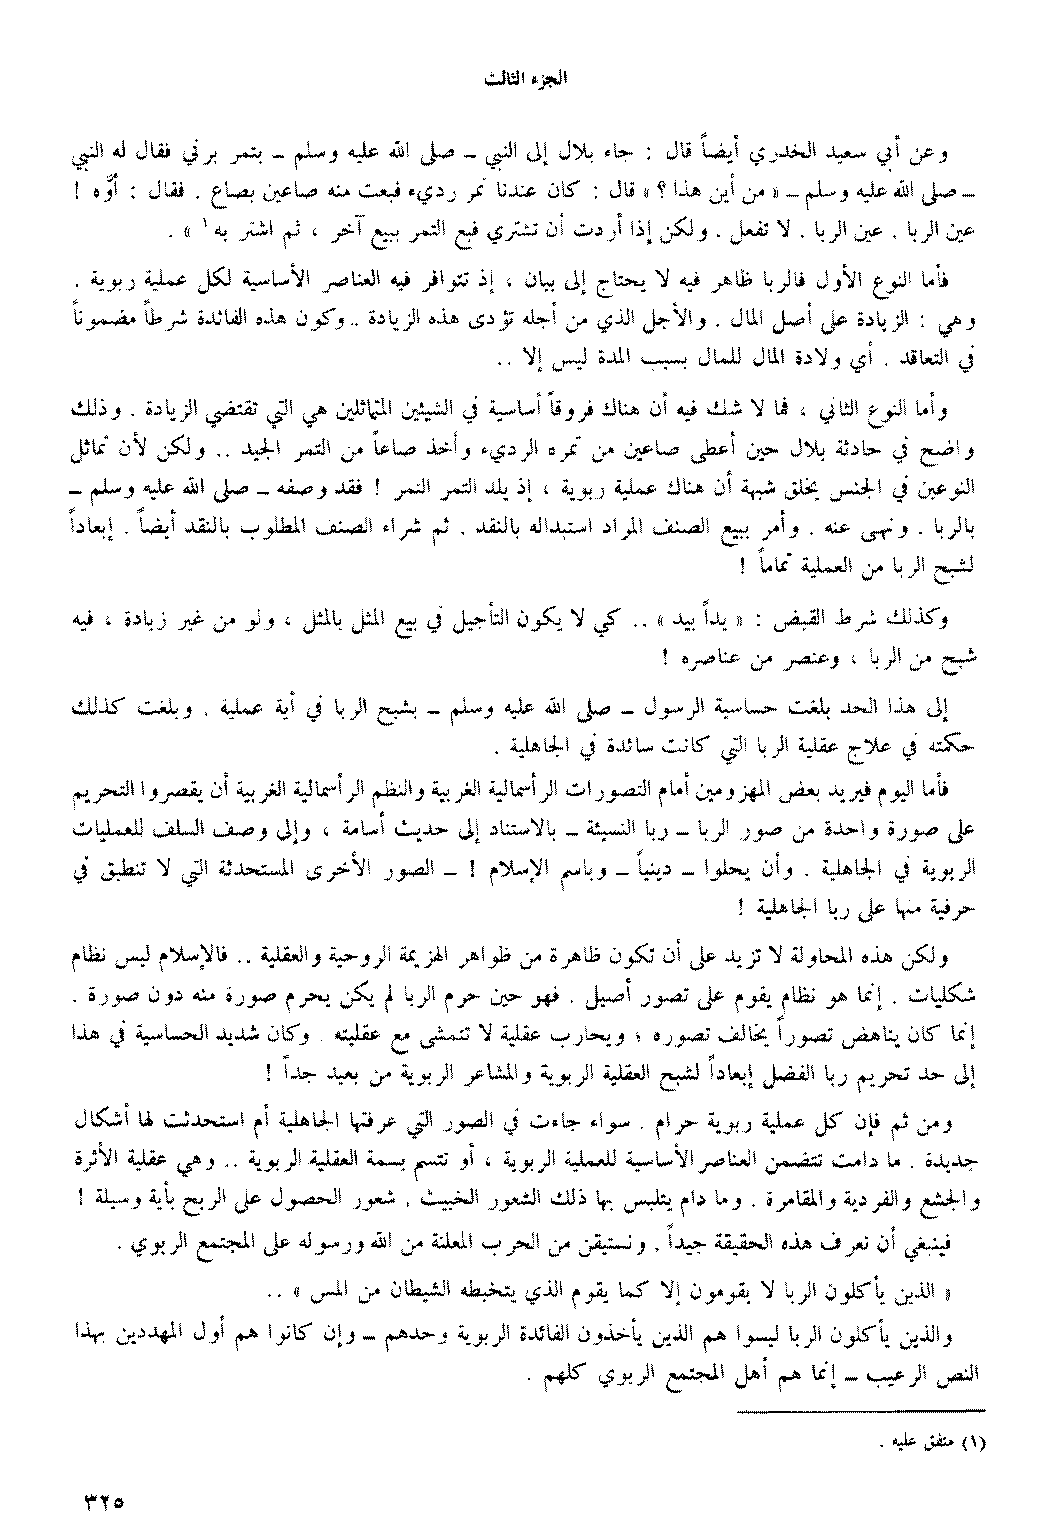 الجزء الثالث
وعن أبي سعيد الخدري أيضاً قال : جاء بلال إلى النبي ـ صلى الله عليه وسلم ـ بتمر برني فقال له النبي
ـ صلى الله عليه وسلم ـ « من أين هذا ؟ » قال : كان عندنا تمر رديء فبعت منه صاعين بصاع . فقال : أوّه !
عين الربا . عين الربا . لا تفعل . ولكن إذا أردت أن تشتري فبع التمر ببيع آخر ، ثم اشتر به ١ » .
فأما النوع الأول فالربا ظاهر فيه لا يحتاج إلى بيان ، إذ تتوافر فيه العناصر الأساسية لكل عملية ربوية .
وهي : الزيادة على أصل المال . والأجل الذي من أجله تؤدى هذه الزيادة .. وكون هذه الفائدة شرطاً مضموناً
في التعاقد . أي ولادة المال للمال بسبب المدة ليس إلا ..
وأما النوع الثاني ، فما لا شك فيه أن هناك فروقاً أساسية في الشيئين المتماثلين هي التي تقتضي الزيادة . وذلك
واضح في حادثة بلال حين أعطى صاعين من تمره الرديء وأخذ صاعاً من التمر الجيد .. ولكن لأن تماثل
النوعين في الجنس يخلق شبهة أن هناك عملية ربوية ، إذ يلد التمر التمر ! فقد وصفه ـ صلى الله عليه وسلم ـ
بالربا . ونهى عنه . وأمر ببيع الصنف المراد استبداله بالنقد . ثم شراء الصنف المطلوب بالنقد أيضاً . إبعاداً
لشبح الربا من العملية تماماً !
وكذلك شرط القبض : « يداً بيد » .. كي لا يكون التأجيل في بيع المثل بالمثل ، ولو من غير زيادة ، فيه
شبح من الربا ، وعنصر من عناصره !
إلى هذا الحد بلغت حساسية الرسول ـ صلى الله عليه وسلم ـ بشبح الربا في أية عملية . وبلغت كذلك
حكمته في علاج عقلية الربا التي كانت سائدة في الجاهلية .
فأما اليوم فيريد بعض المهزومين أمام التصورات الرأسمالية الغربية والنظم الرأسمالية الغربية أن يقصروا التحريم
على صورة واحدة من صور الربا ـ ربا النسيئة ـ بالاستناد إلى حديث أسامة ، وإلى وصف السلف للعمليات
الربوية في الجاهلية . وأن يحلوا ـ دينياً ـ وباسم الإسلام ! ـ الصور الأخرى المستحدثة التي لا تنطبق في
حرفية منها على ربا الجاهلية !
ولكن هذه المحاولة لا تزيد على أن تكون ظاهرة من ظواهر الهزيمة الروحية والعقلية .. فالإسلام ليس نظام
شكليات . إنما هو نظام يقوم على تصور أصيل . فهو حين حرم الربا لم يكن يحرم صورة منه دون صورة .
إنما كان يناهض تصوراً يخالف تصوره ؛ ويحارب عقلية لا تتمشى مع عقليته . وكان شديد الحساسية في هذا
إلى حد تحريم ربا الفضل إبعاداً لشبح العقلية الربوية والمشاعر الربوية من بعيد جداً !
ومن ثم فإن كل عملية ربوية حرام . سواء جاءت في الصور التي عرفتها الجاهلية أم استحدثت لها أشكال
جديدة . ما دامت تتضمن العناصر الأساسية للعملية الربوية ، أو تتسم بسمة العقلية الربوية .. وهي عقلية الأثرة
والجشع والفردية والمقامرة . وما دام يتلبس بها ذلك الشعور الخبيث . شعور الحصول على الربح بأية وسيلة !
فينبغي أن نعرف هذه الحقيقة جيداً . ونستيقن من الحرب المعلنة من الله ورسوله على المجتمع الربوي .
« الذين يأكلون الربا لا يقومون إلا كما يقوم الذي يتخبطه الشيطان من المس » ..
والذين يأكلون الربا ليسوا هم الذين يأخذون الفائدة الربوية وحدهم ـ وإن كانوا هم أول المهددين بهذا
النص الرعيب ـ إنما هم أهل المجتمع الربوي كلهم .
(١) متفق عليه .
٣٢٥